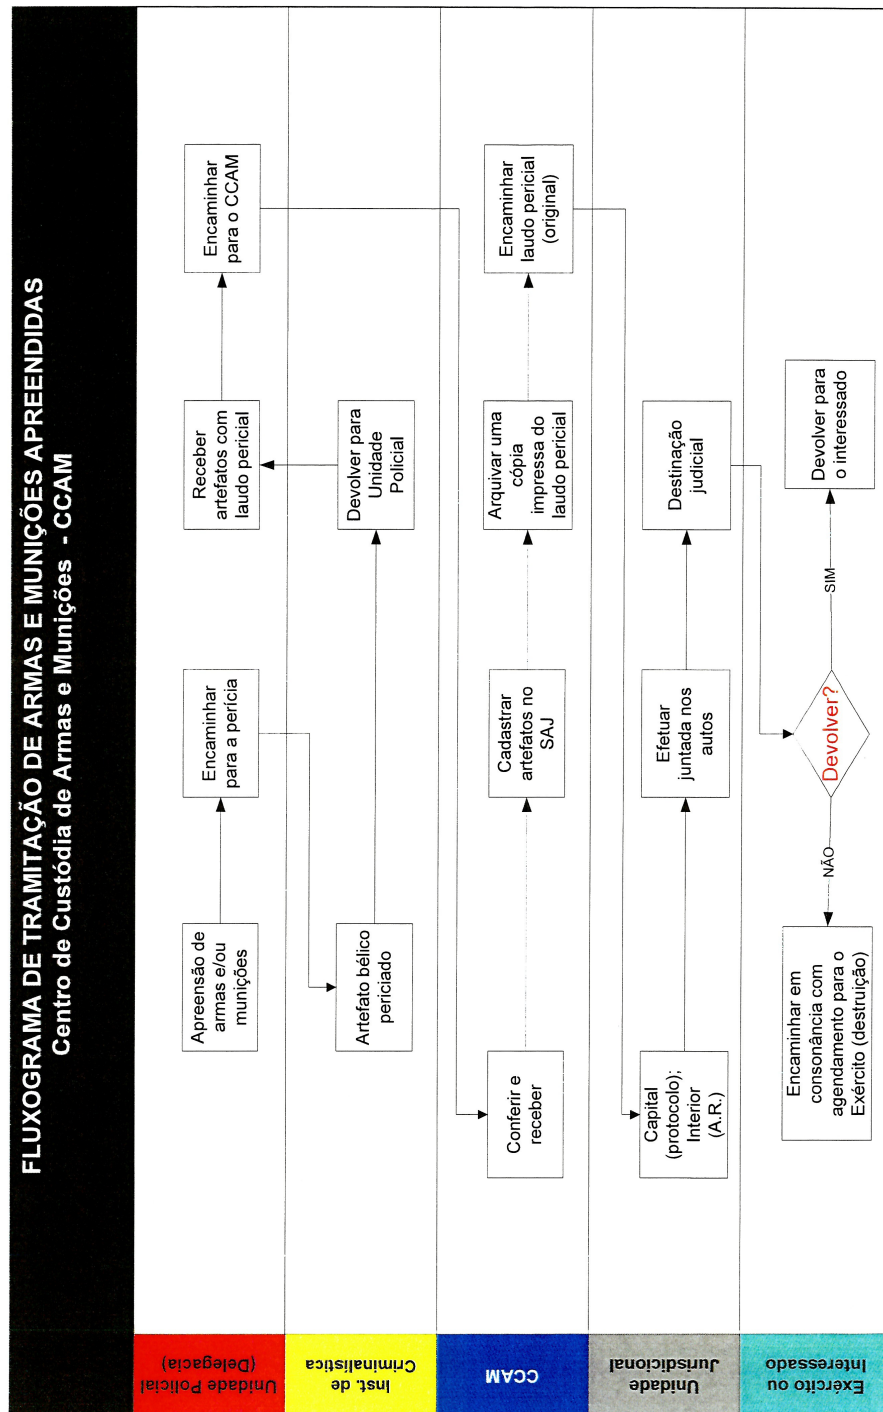 FLUXOGRAMA DE TRAMITAÇÃO DE ARMAS E MUNIÇÕES APREENDIDAS
Centro de Custódia de Armas e Munições - CCAM
Unidade Policial
(Delegacia)
Apreensão de
armas e/ou
munições
Encaminhar
para a perícia
Receber
artefatos com
laudo pericial
Encaminhar
para o CCAM
Inst. de
Criminalística
Artefato bélico
periciado
Devolver para
Unidade
Policial
CCAM
Conferir e
receber
Cadastrar
artefatos no
SAJ
Arquivar uma
cópia
impressa do
laudo pericial
Encaminhar
laudo pericial
(original)
Unidade
Jurisdicional
Capital
(protocolo);
Interior
(A.R.)
Efetuar
juntada nos
autos
Destinação
judicial
Exército ou
Interessado
Encaminhar em
consonância com
agendamento para o
Exército (destruição)
NÃO
Devolver?
SIM
Devolver para
o interessado